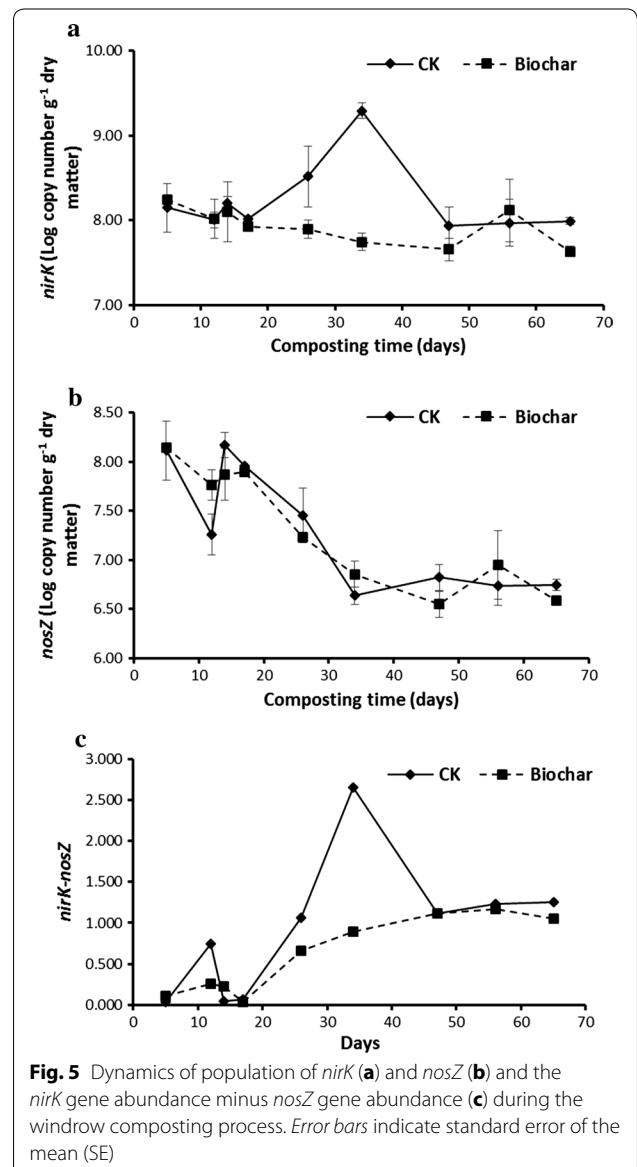 a
10.00
9.00
8.00
7.00
nirK (Log copy number g⁻¹ dry
matter)
CK
Biochar
0 10 20 30 40 50 60 70
Composting time (days)
b
8.50
8.00
7.50
7.00
6.50
6.00
nosZ (Log copy number g⁻¹ dry
matter)
CK
Biochar
0 10 20 30 40 50 60 70
Composting time (days)
c
3.000
2.500
2.000
1.500
1.000
0.500
0.000
nirK-nosZ
CK
Biochar
0 10 20 30 40 50 60 70
Days
Fig. 5 Dynamics of population of nirK (a) and nosZ (b) and the
nirK gene abundance minus nosZ gene abundance (c) during the
windrow composting process. Error bars indicate standard error of the
mean (SE)